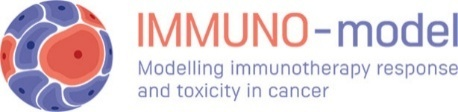 IMMUNO-model
Modelling immunotherapy response
and toxicity in cancer